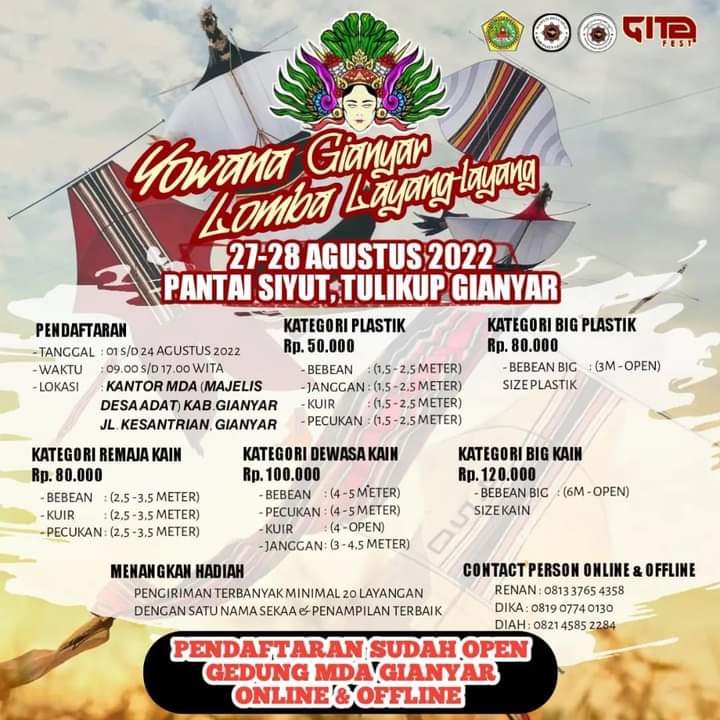 GITA
FEST
Yowana Gianyar
Lomba Layang-layang
27-28 AGUSTUS 2022
PANTAI SIYUT, TULIKUP GIANYAR
PENDAFTARAN
- TANGGAL : 01 S/D 24 AGUSTUS 2022
- WAKTU : 09.00 S/D 17.00 WITA
- LOKASI : KANTOR MDA (MAJELIS
DESA ADAT) KAB.GIANYAR
JL. KESANTRIAN, GIANYAR
KATEGORI PLASTIK
Rp. 50.000
- BEBEAN : (1,5 - 2,5 METER)
- JANGGAN : (1,5 - 2,5 METER)
- KUIR : (1,5 - 2,5 METER)
- PECUKAN : (1,5 - 2,5 METER)
KATEGORI BIG PLASTIK
Rp. 80.000
- BEBEAN BIG : (3M - OPEN)
SIZE PLASTIK
KATEGORI REMAJA KAIN
Rp. 80.000
- BEBEAN : (2,5 -3,5 METER)
- KUIR : (2,5 -3,5 METER)
- PECUKAN : (2,5 -3,5 METER)
KATEGORI DEWASA KAIN
Rp. 100.000
- BEBEAN : (4 - 5 METER)
- PECUKAN : (4 - 5 METER)
- KUIR : (4 -OPEN)
- JANGGAN : (3 - 4,5 METER)
KATEGORI BIG KAIN
Rp. 120.000
- BEBEAN BIG : (6M - OPEN)
SIZE KAIN
MENANGKAN HADIAH
PENGIRIMAN TERBANYAK MINIMAL 20 LAYANGAN
DENGAN SATU NAMA SEKAA & PENAMPILAN TERBAIK
CONTACT PERSON ONLINE & OFFLINE
RENAN : 0813 3765 4358
DIKA : 0819 0774 0130
DIAH : 0821 4585 2284
PENDAFTARAN SUDAH OPEN
GEDUNG MDA GIANYAR
ONLINE & OFFLINE